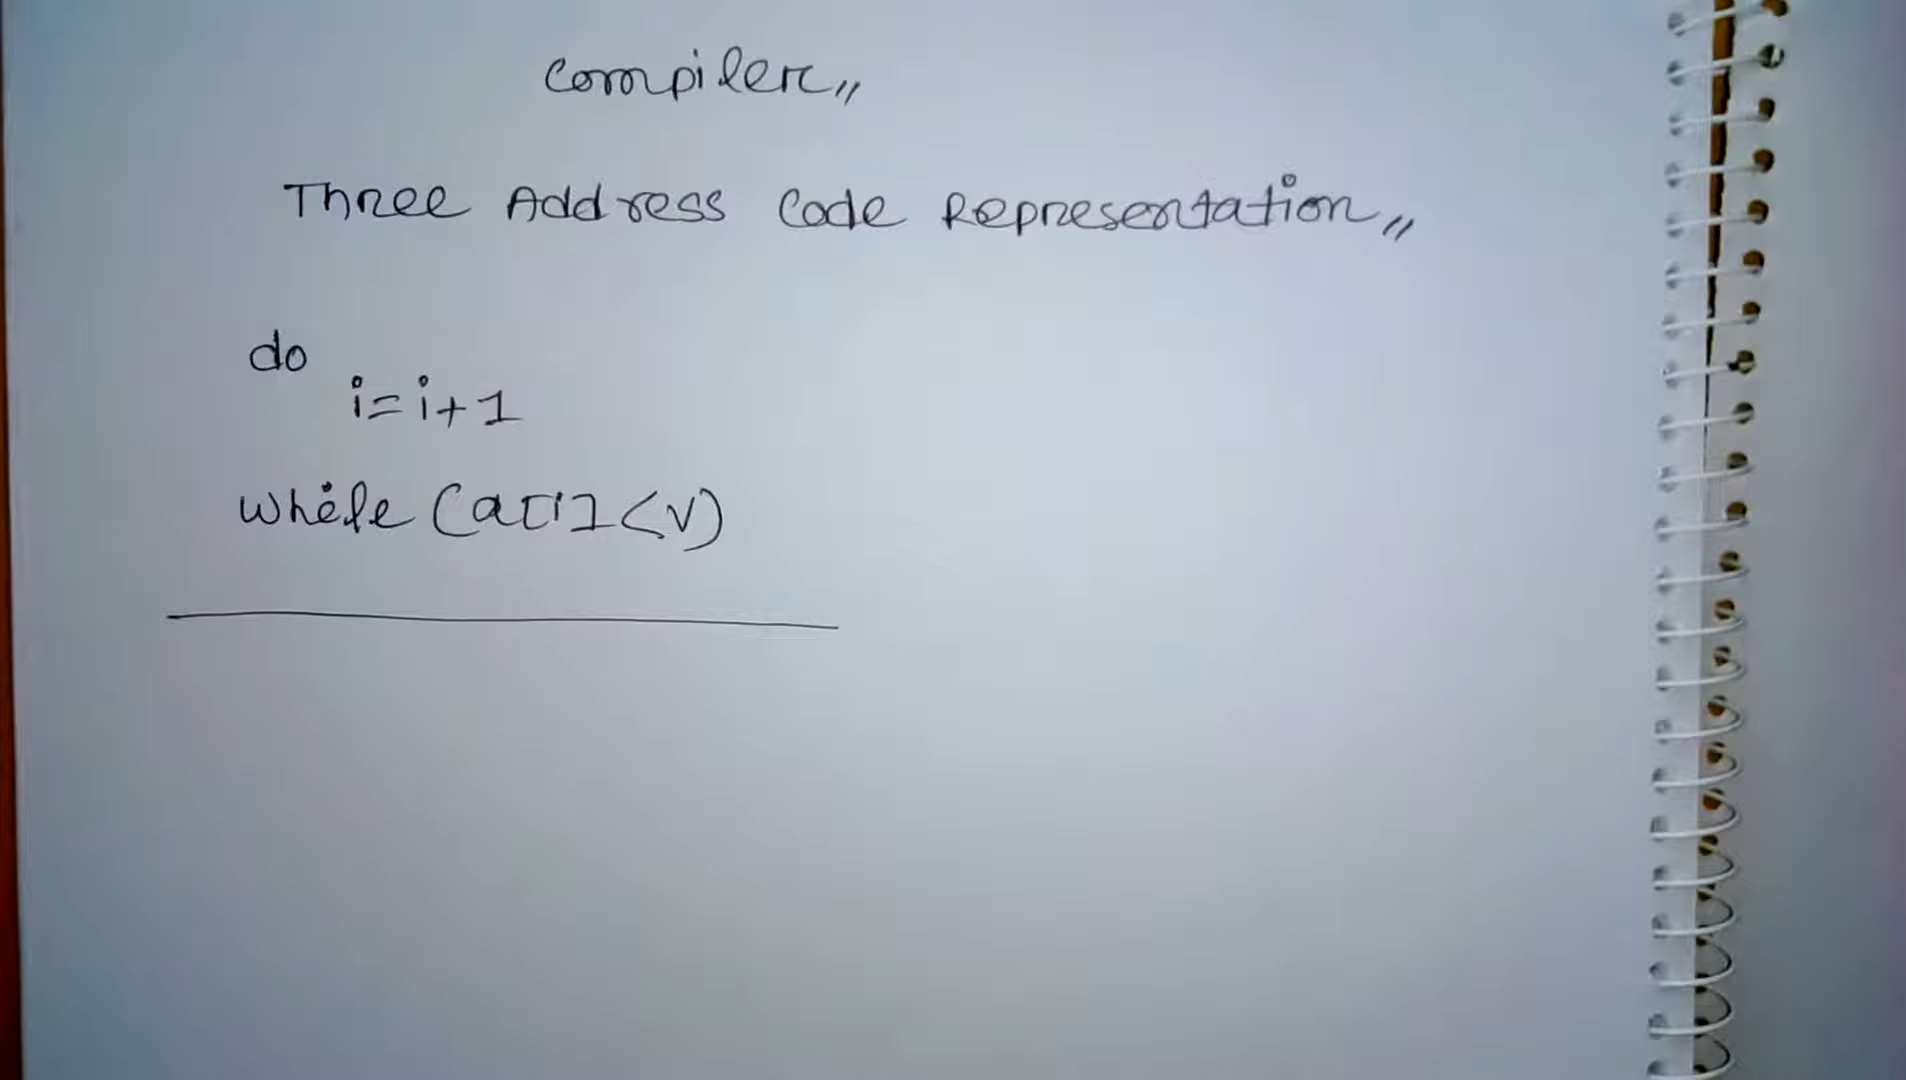 Compiler,,
Three Address Code Representation,,
do
i=i+1
while (a[i]<v)